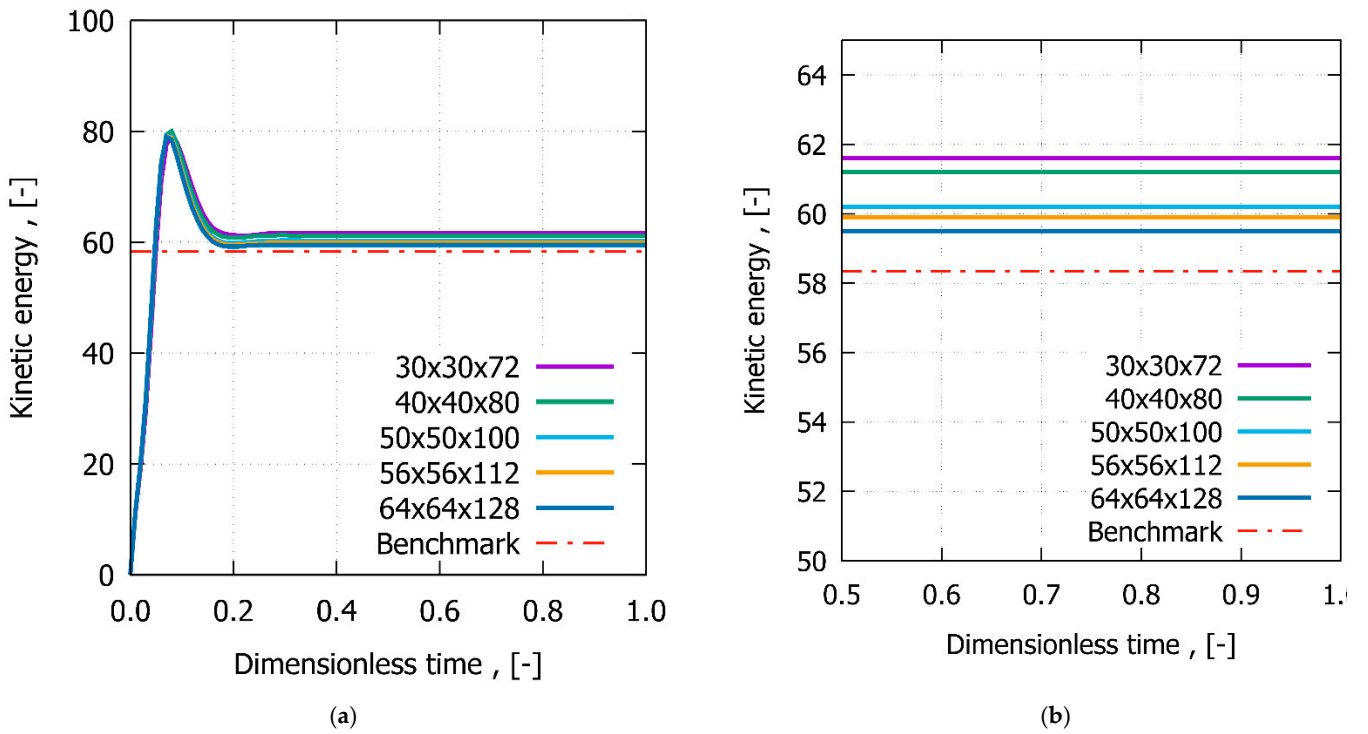 100
80
60
40
20
0
Kinetic energy , [-]
30x30x72
40x40x80
50x50x100
56x56x112
64x64x128
Benchmark
0.0 0.2 0.4 0.6 0.8 1.0
Dimensionless time , [-]
(a)
64
62
60
58
56
54
52
50
Kinetic energy , [-]
30x30x72
40x40x80
50x50x100
56x56x112
64x64x128
Benchmark
0.5 0.6 0.7 0.8 0.9 1.0
Dimensionless time , [-]
(b)